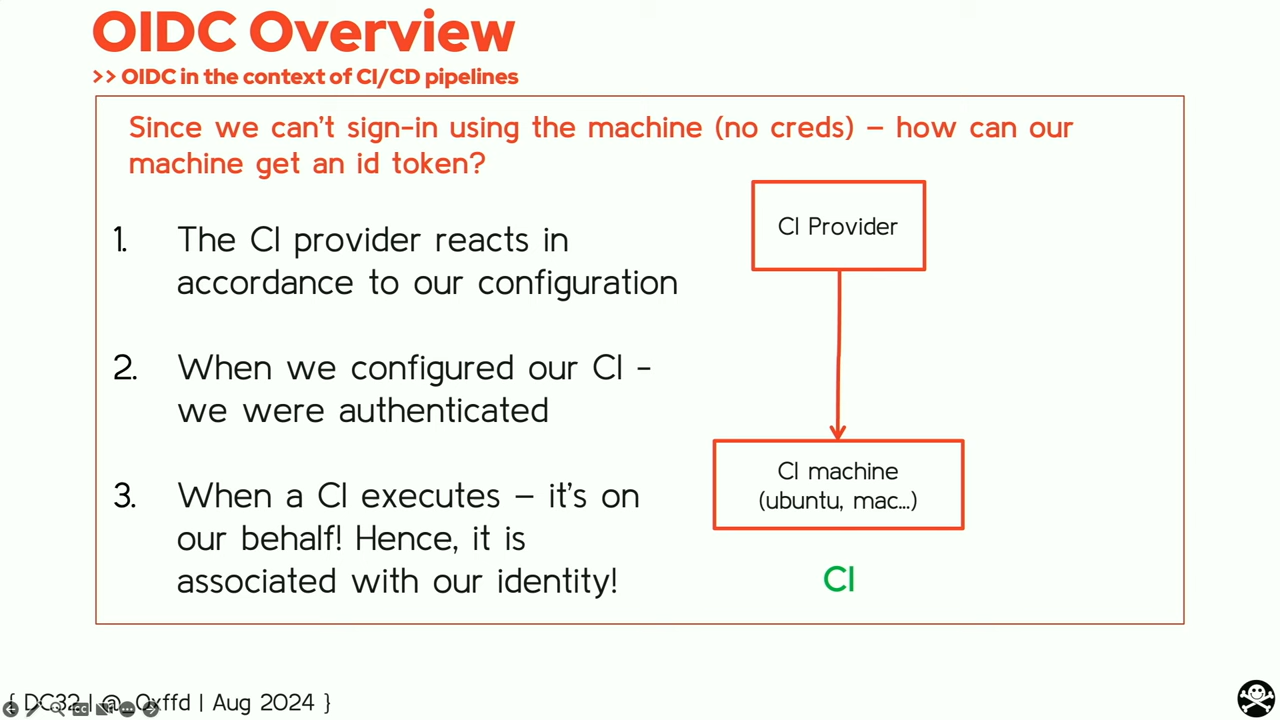 OIDC Overview
>> OIDC in the context of CI/CD pipelines
Since we can't sign-in using the machine (no creds) – how can our
machine get an id token?
1. The CI provider reacts in
accordance to our configuration
2. When we configured our CI -
we were authenticated
3. When a CI executes – it's on
our behalf! Hence, it is
associated with our identity!
CI Provider
CI machine
(ubuntu, mac...)
CI
{ DC32 | @_0xffd | Aug 2024 }